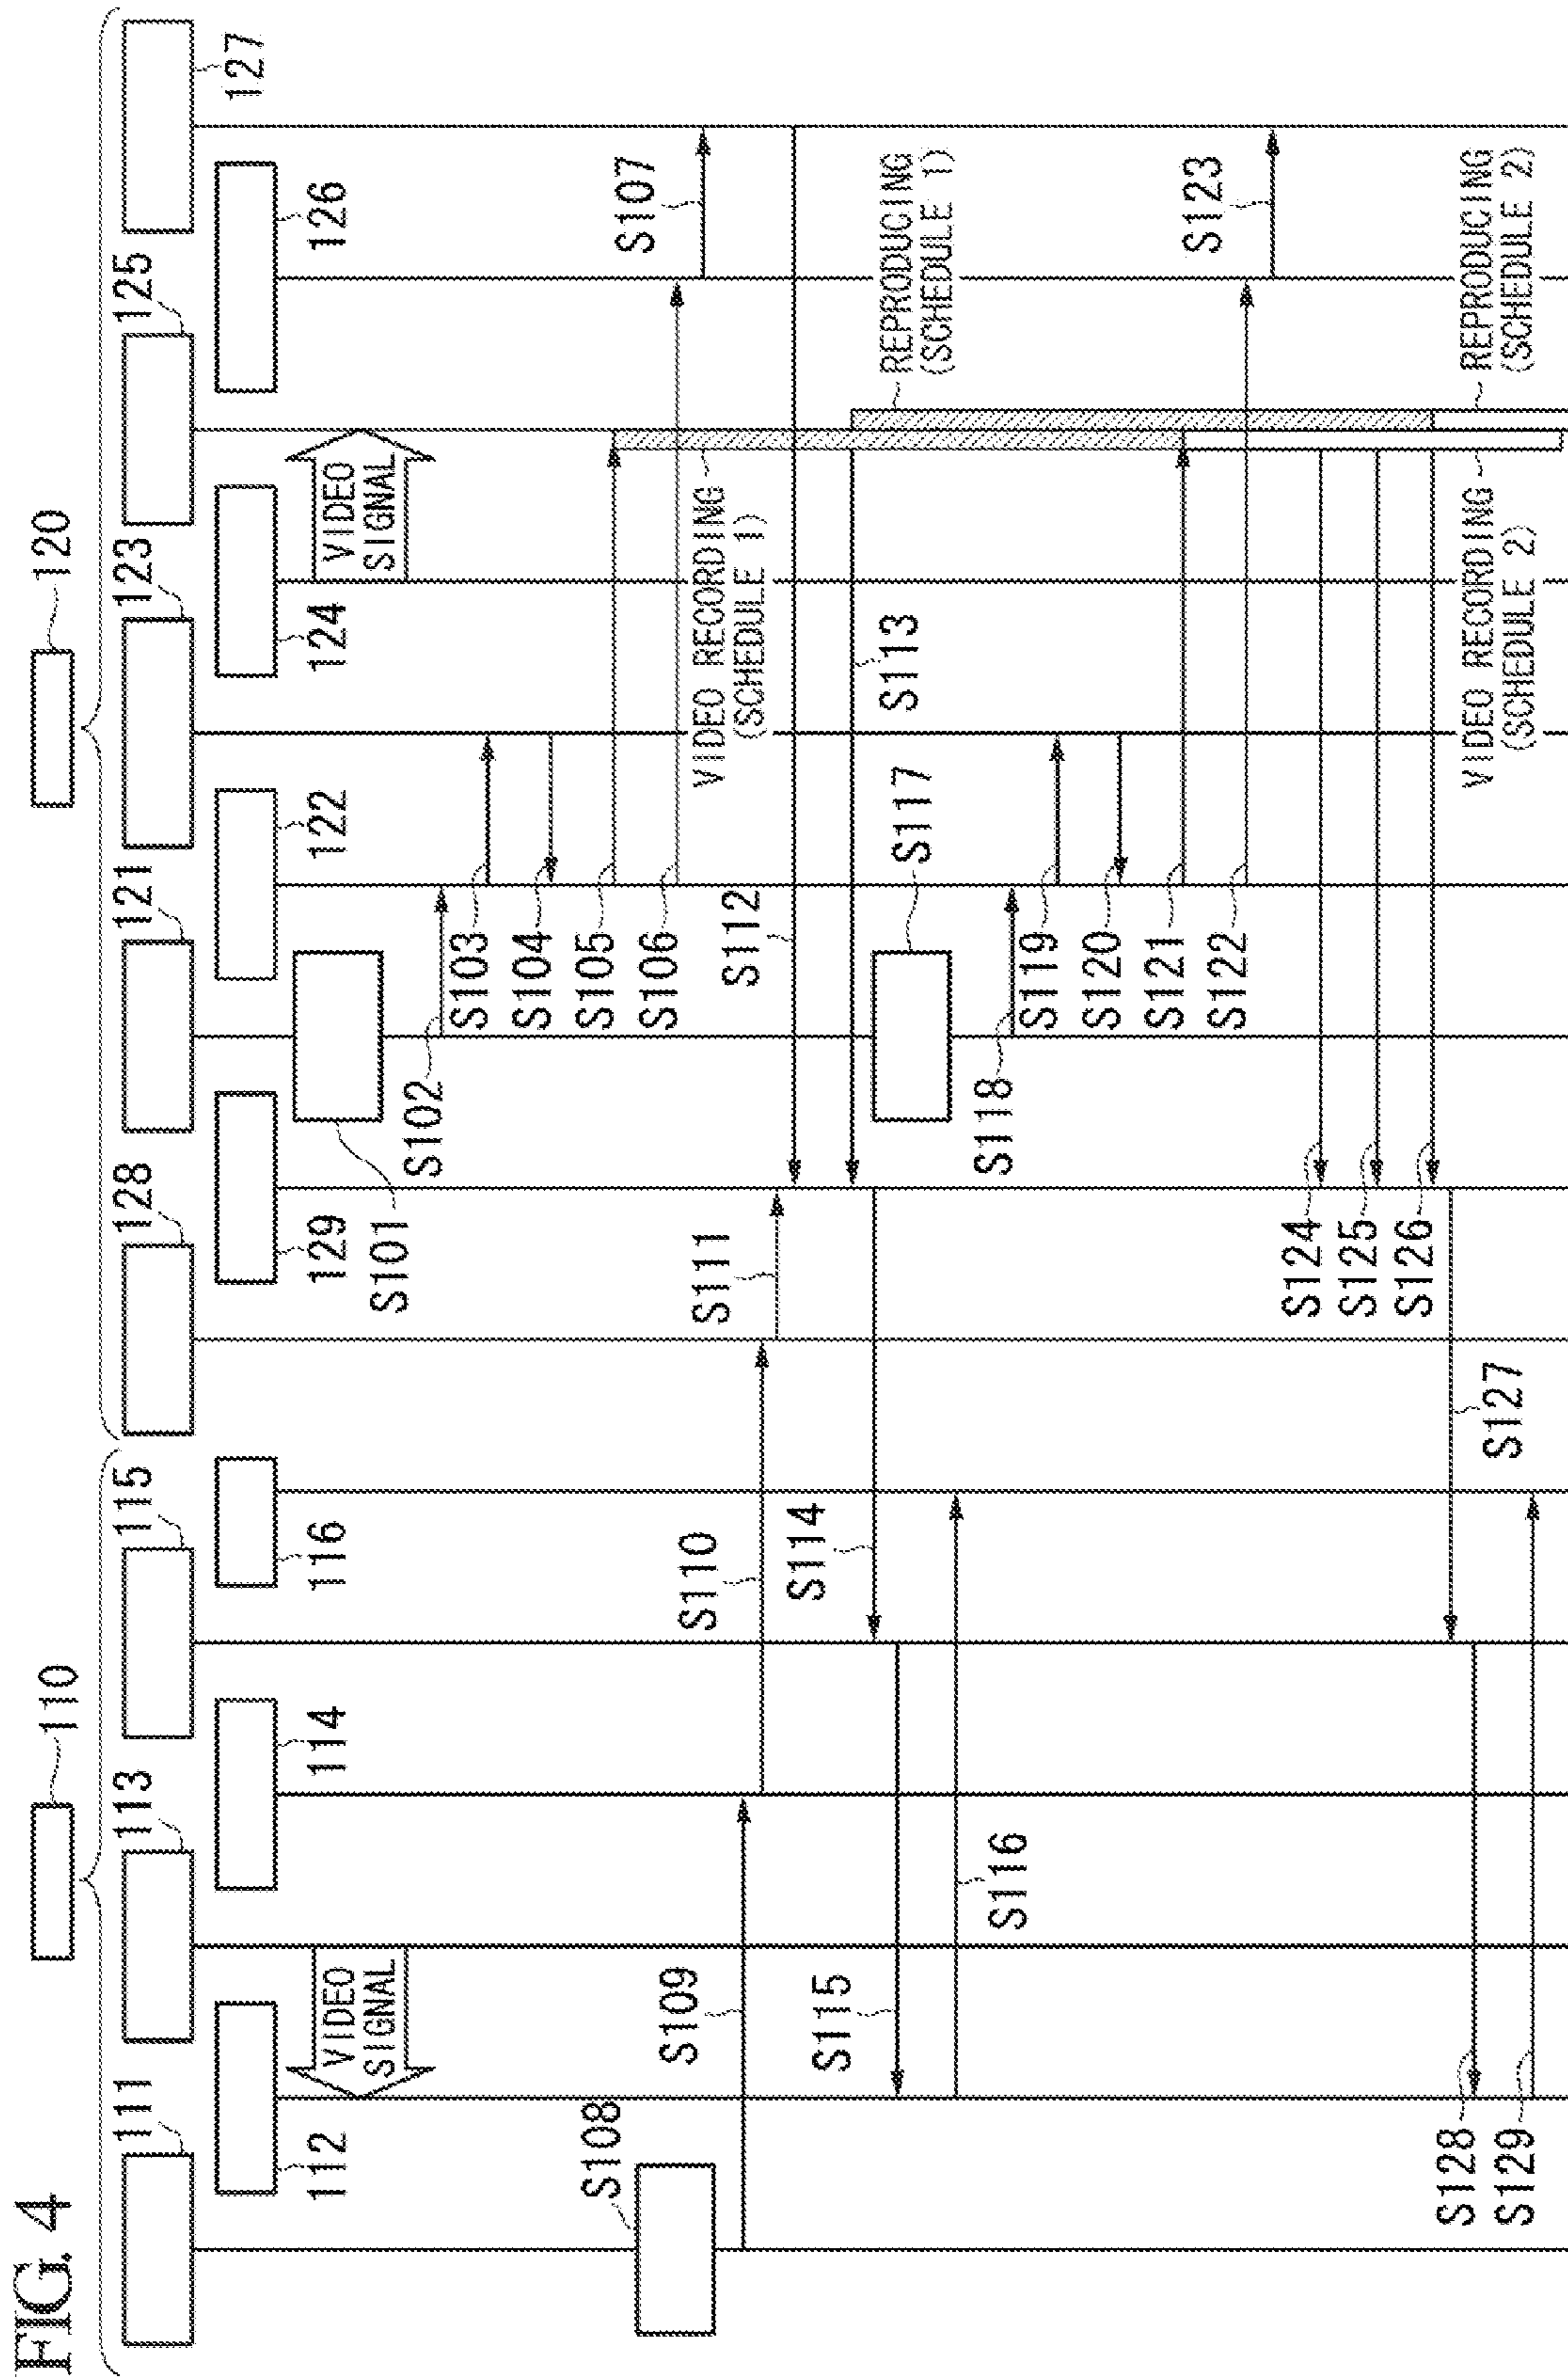 FIG. 4
110
120
111
113
115
128
121
123
125
127
112
114
116
129
122
124
126
VIDEO
SIGNAL
VIDEO
SIGNAL
S101
S102
S103
S104
S105
S106
S107
S108
S109
S110
S111
S112
VIDEO RECORDING
(SCHEDULE 1)
S113
REPRODUCING
(SCHEDULE 1)
S114
S115
S116
S117
S118
S119
S120
S121
S122
S123
S124
S125
S126
VIDEO RECORDING
(SCHEDULE 2)
REPRODUCING
(SCHEDULE 2)
S127
S128
S129